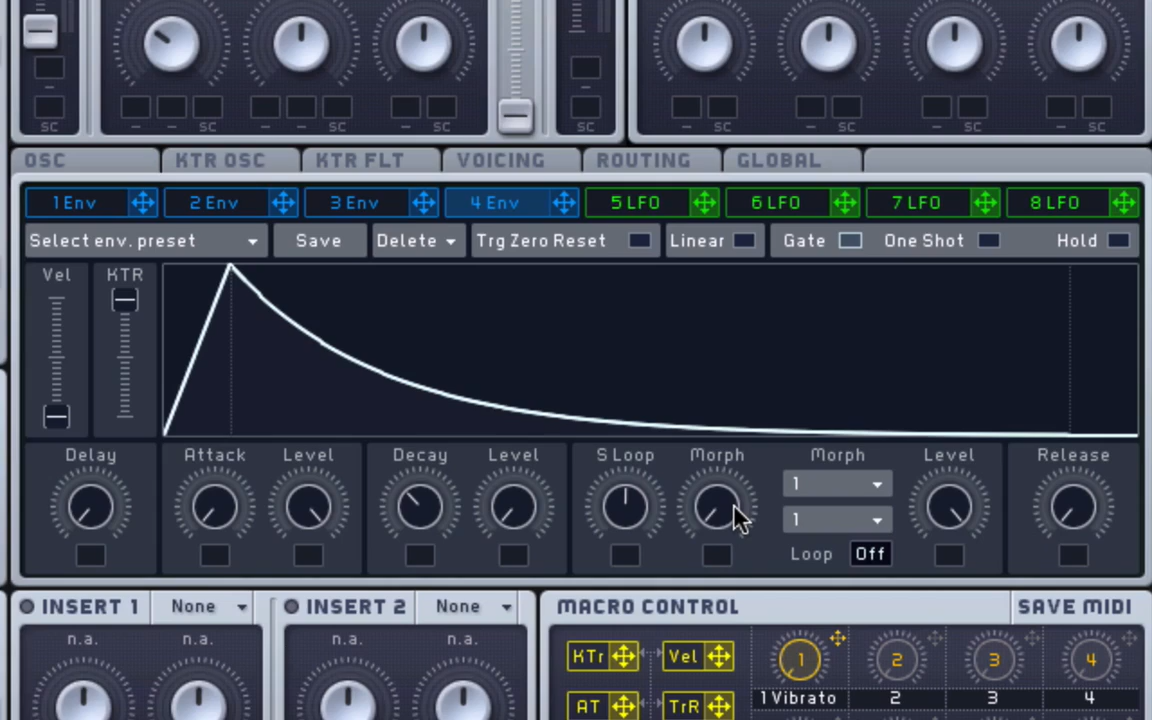 SC - - SC - - SC - - SC - - - - - - - - SC
OSC KTR OSC KTR FLT VOICING ROUTING GLOBAL
1 Env 2 Env 3 Env 4 Env 5 LFO 6 LFO 7 LFO 8 LFO
Select env. preset Save Delete Trg Zero Reset Linear Gate One Shot Hold
Vel KTR
Delay Attack Level Decay Level S Loop Morph Morph Level Release
1
1
Loop Off
INSERT 1 None INSERT 2 None MACRO CONTROL SAVE MIDI
n.a. n.a. n.a. n.a.
KTr Vel 1 2 3 4
1 Vibrato 2 3 4
AT TrR